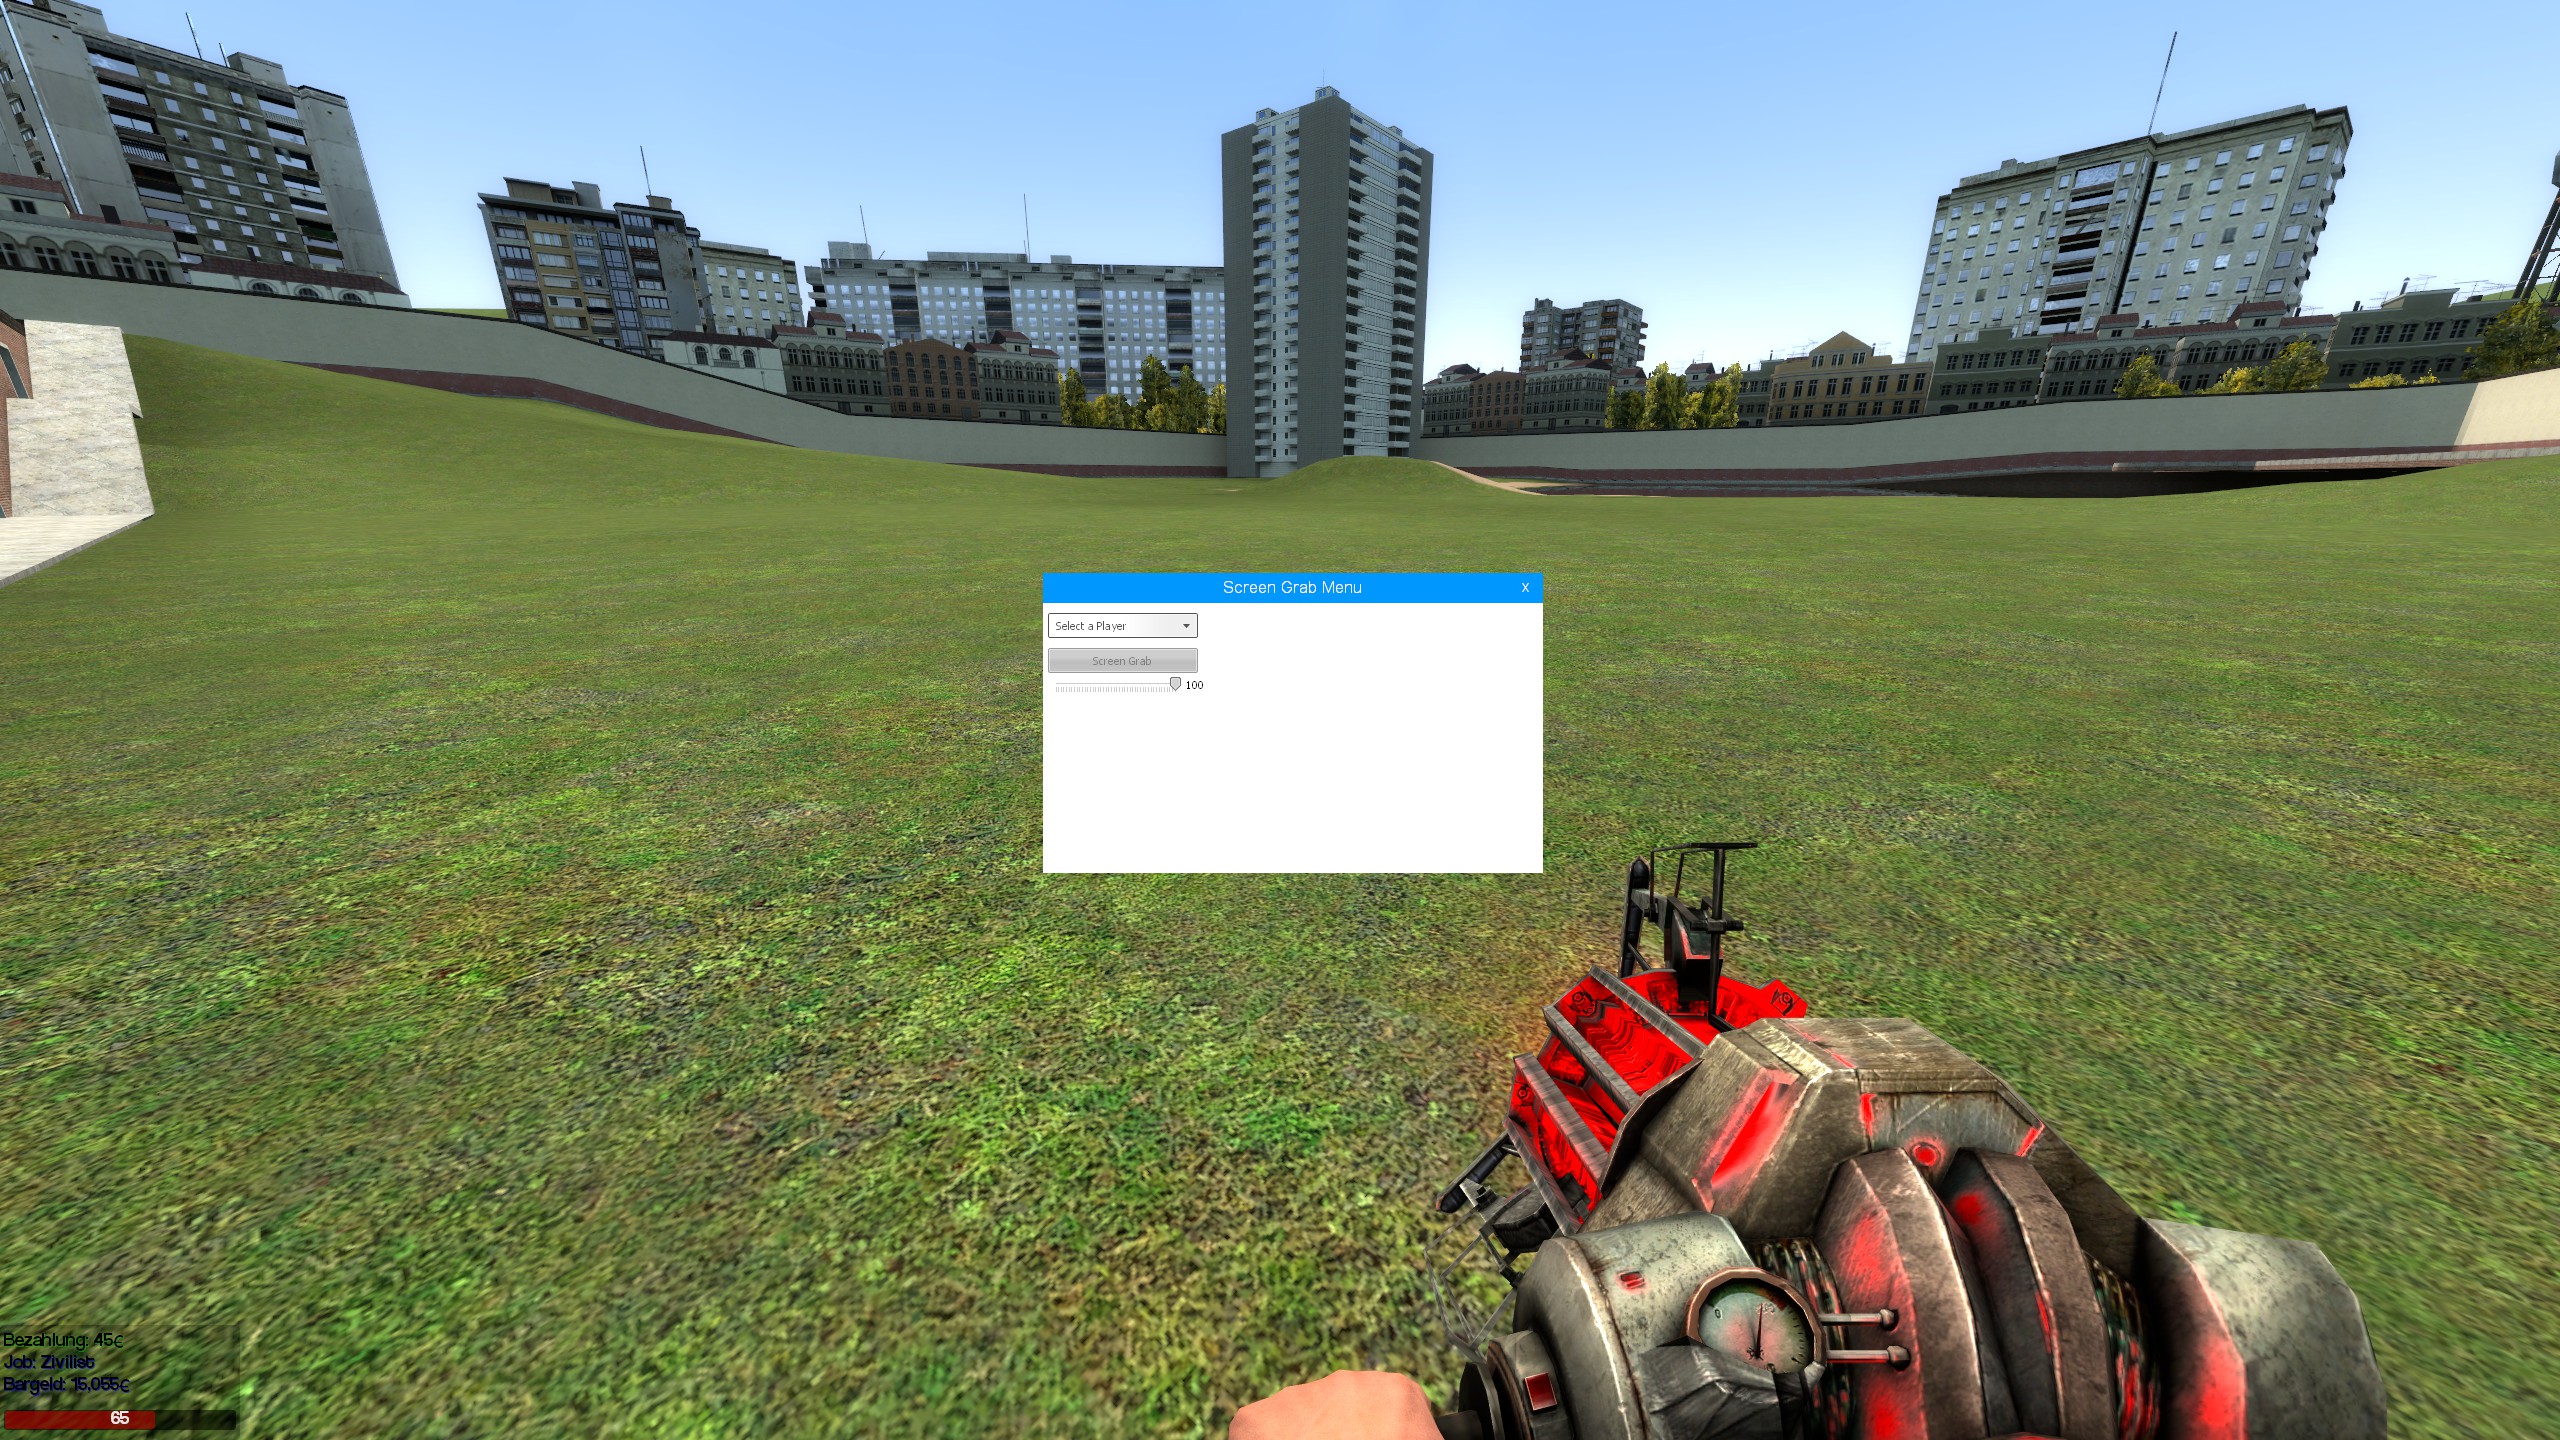 Screen Grab Menu X
Select a Player
Screen Grab
100
Bezahlung: 45€
Job: Zivilist
Bargeld: 15,055€
65